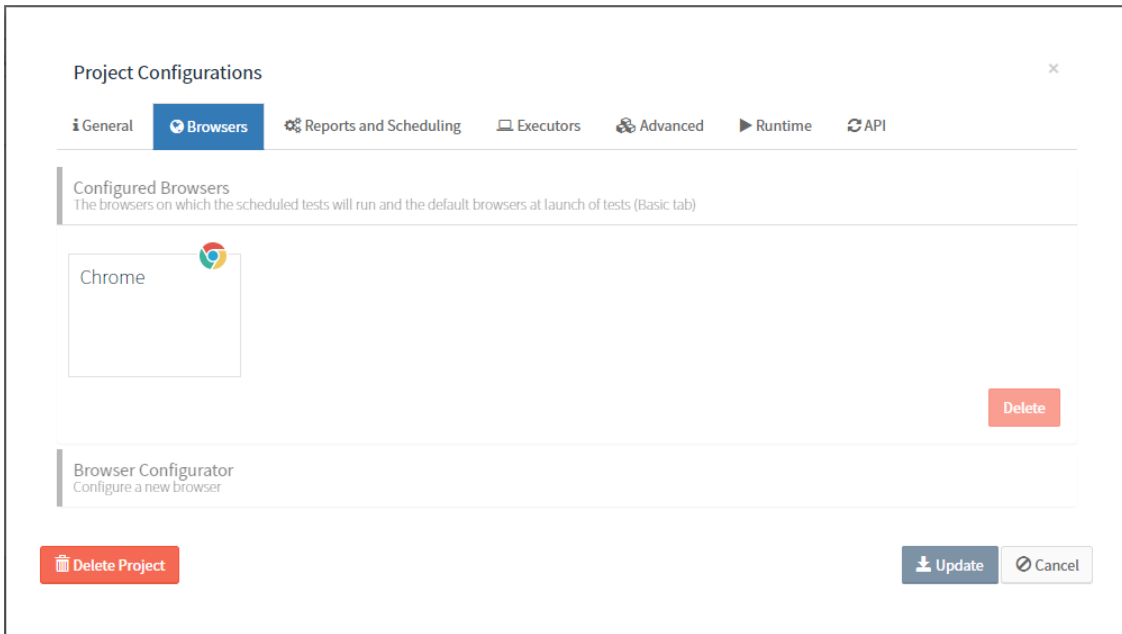 Project Configurations
×
General Browsers Reports and Scheduling Executors Advanced Runtime API
Configured Browsers
The browsers on which the scheduled tests will run and the default browsers at launch of tests (Basic tab)
Chrome
Delete
Browser Configurator
Configure a new browser
Delete Project Update Cancel